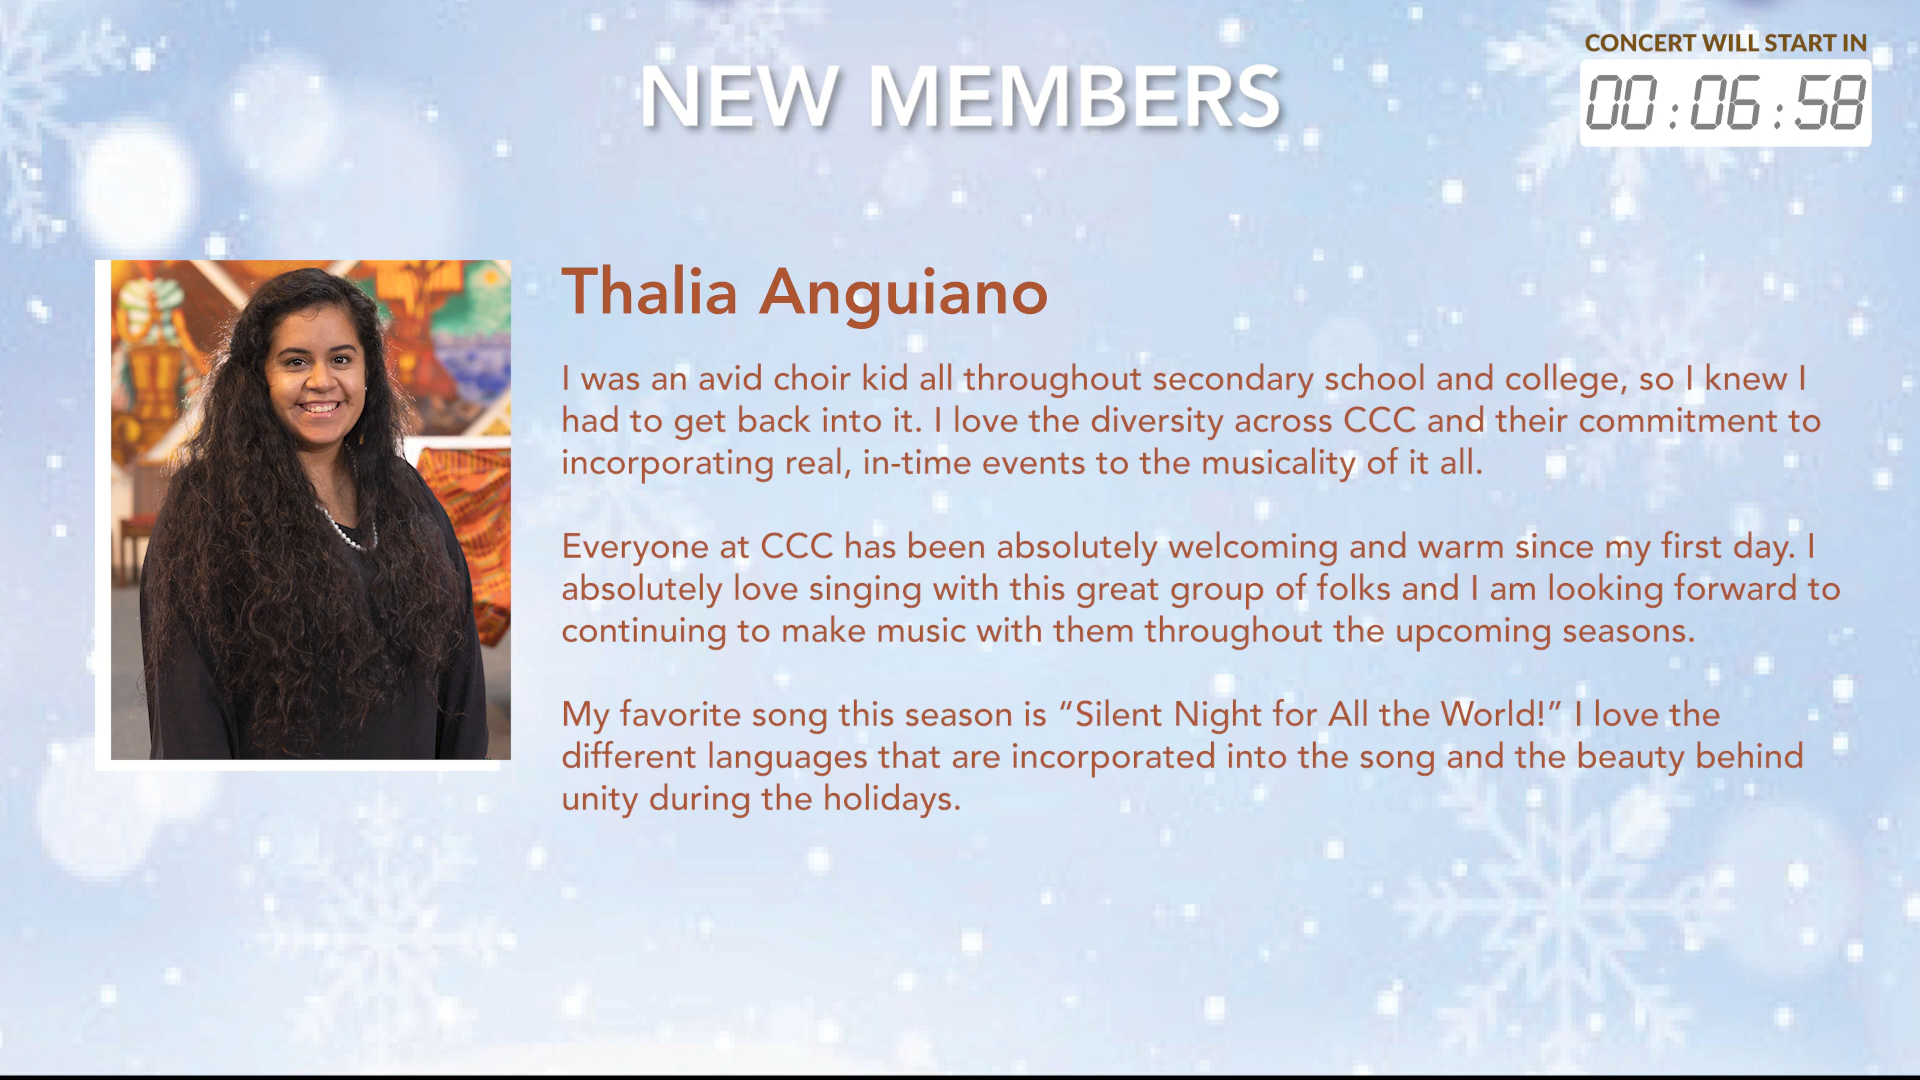 CONCERT WILL START IN
00:06:58
NEW MEMBERS
Thalia Anguiano
I was an avid choir kid all throughout secondary school and college, so I knew I
had to get back into it. I love the diversity across CCC and their commitment to
incorporating real, in-time events to the musicality of it all.
Everyone at CCC has been absolutely welcoming and warm since my first day. I
absolutely love singing with this great group of folks and I am looking forward to
continuing to make music with them throughout the upcoming seasons.
My favorite song this season is “Silent Night for All the World!” I love the
different languages that are incorporated into the song and the beauty behind
unity during the holidays.